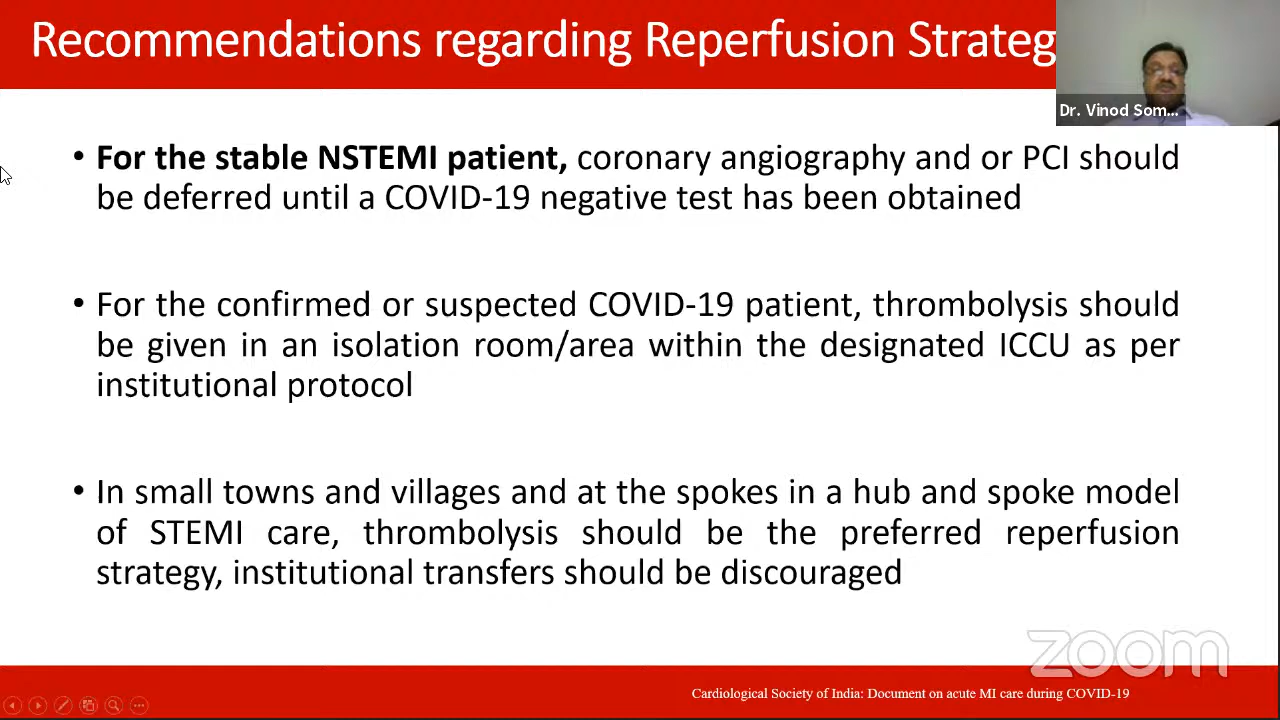 Recommendations regarding Reperfusion Strateg
Dr. Vinod Som...
• For the stable NSTEMI patient, coronary angiography and or PCI should
be deferred until a COVID-19 negative test has been obtained
• For the confirmed or suspected COVID-19 patient, thrombolysis should
be given in an isolation room/area within the designated ICCU as per
institutional protocol
• In small towns and villages and at the spokes in a hub and spoke model
of STEMI care, thrombolysis should be the preferred reperfusion
strategy, institutional transfers should be discouraged
zoom
Cardiological Society of India: Document on acute MI care during COVID-19